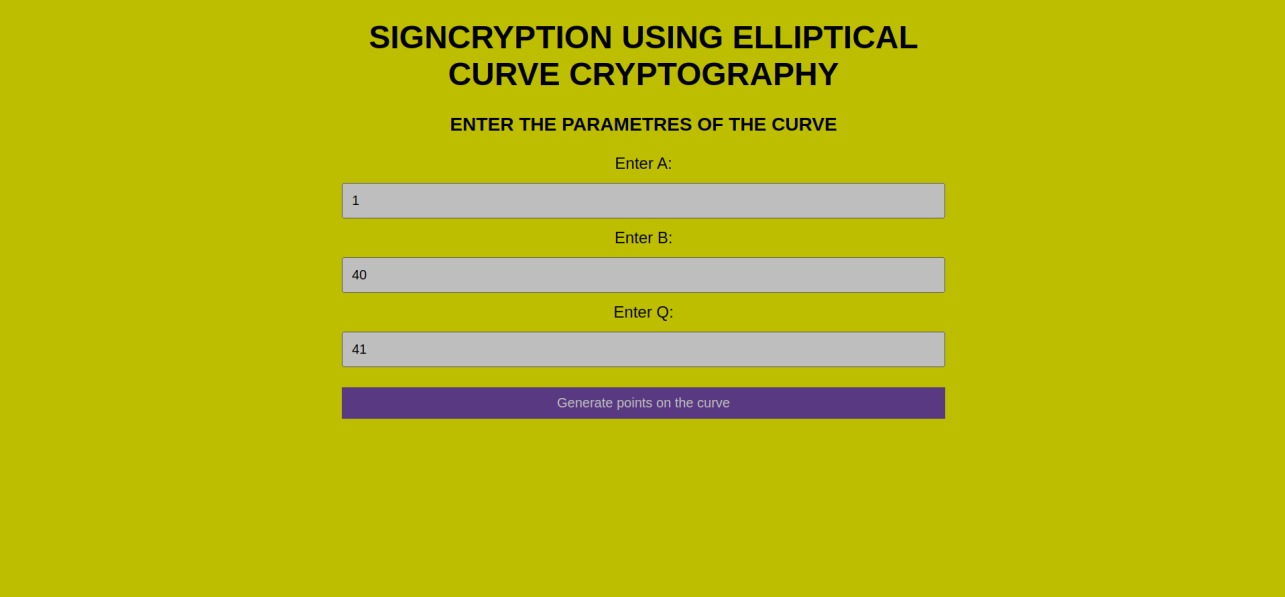 SIGNCRYPTION USING ELLIPTICAL
CURVE CRYPTOGRAPHY
ENTER THE PARAMETRES OF THE CURVE
Enter A:
1
Enter B:
40
Enter Q:
41
Generate points on the curve